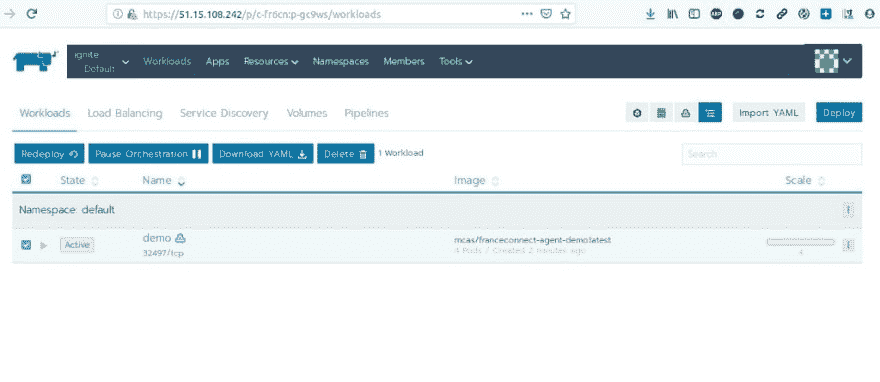 https://51.15.108.242/p/c-fr6cn:p-gc9ws/workloads
ignite
Default
Workloads Apps Resources Namespaces Members Tools
Workloads Load Balancing Service Discovery Volumes Pipelines Import YAML Deploy
Redeploy Pause Orchestration Download YAML Delete 1 Workload Search
State Name Image Scale
Namespace: default
Active demo mcas/franceconnect-agent-demo:latest
32497/tcp 4 Pods / Created 2 minutes ago 4